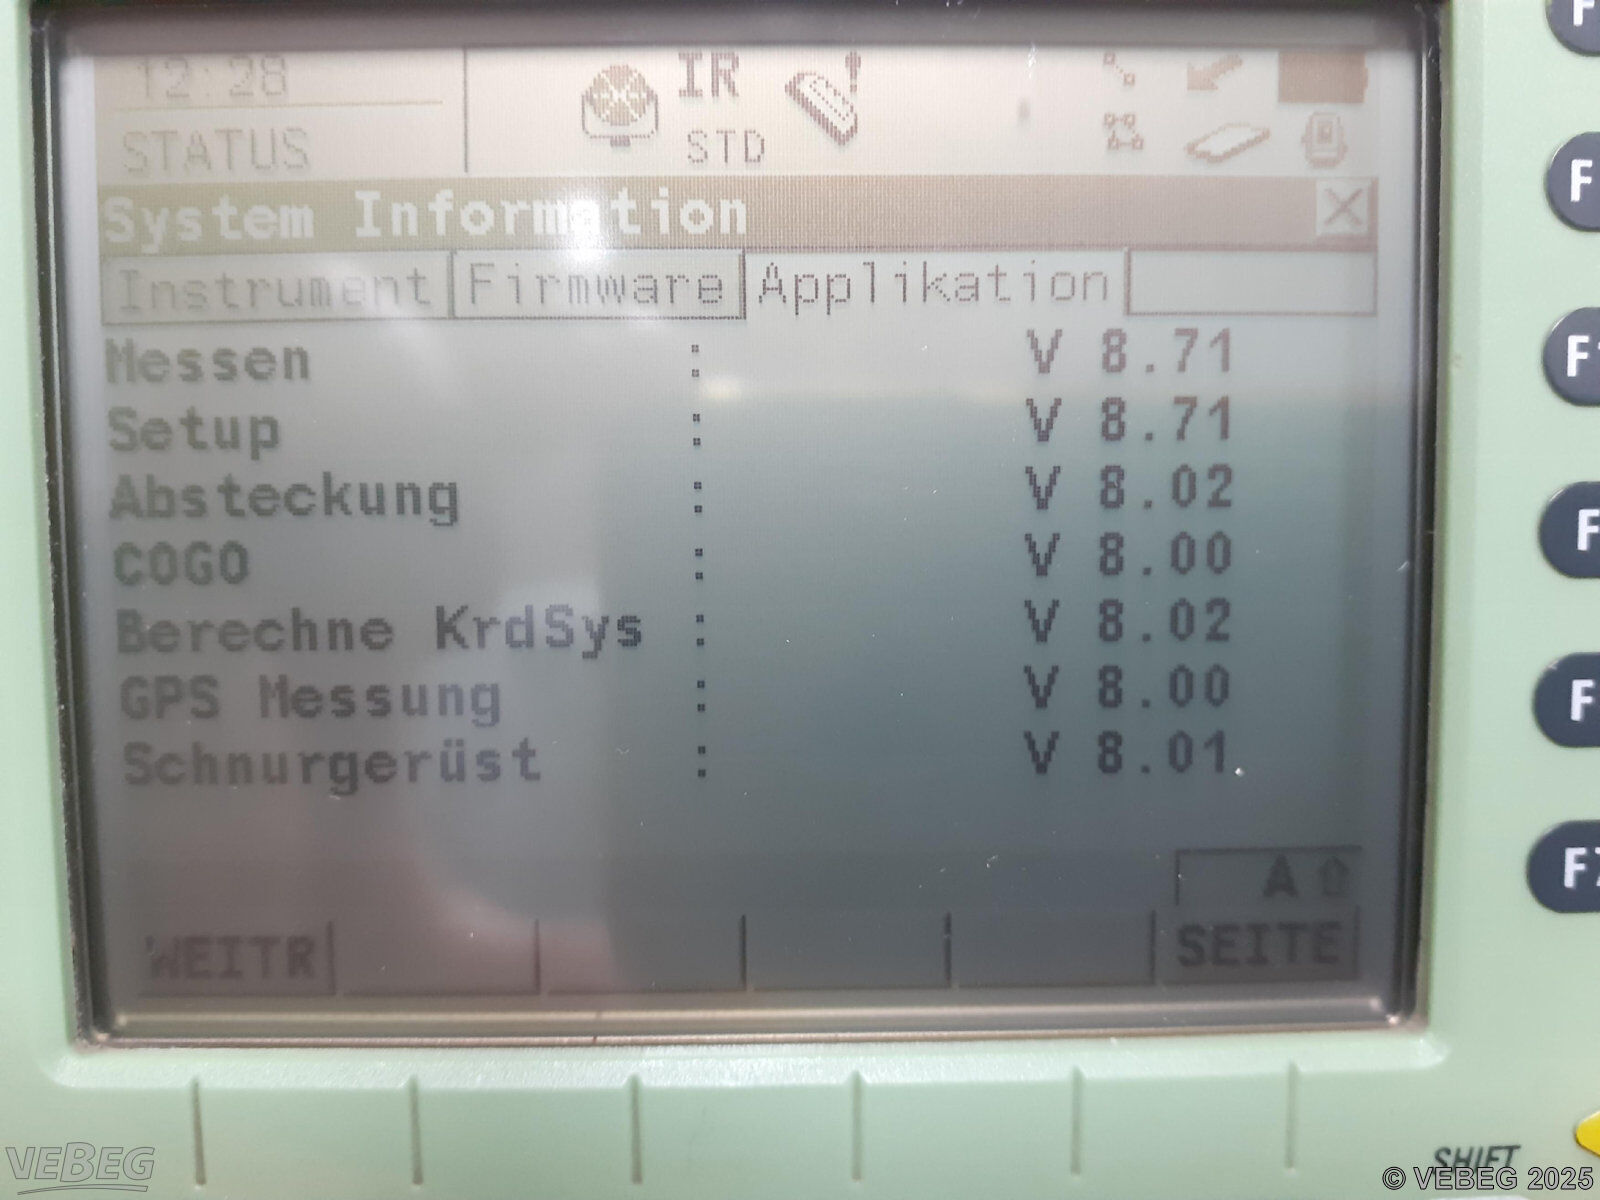 12:28
IR
STATUS
STD
System Information
Instrument Firmware Applikation
Messen : V 8.71
Setup : V 8.71
Absteckung : V 8.02
COGO : V 8.00
Berechne KrdSys : V 8.02
GPS Messung : V 8.00
Schnurgerüst : V 8.01
A
WEITR SEITE
SHIFT
VEBEG
© VEBEG 2025